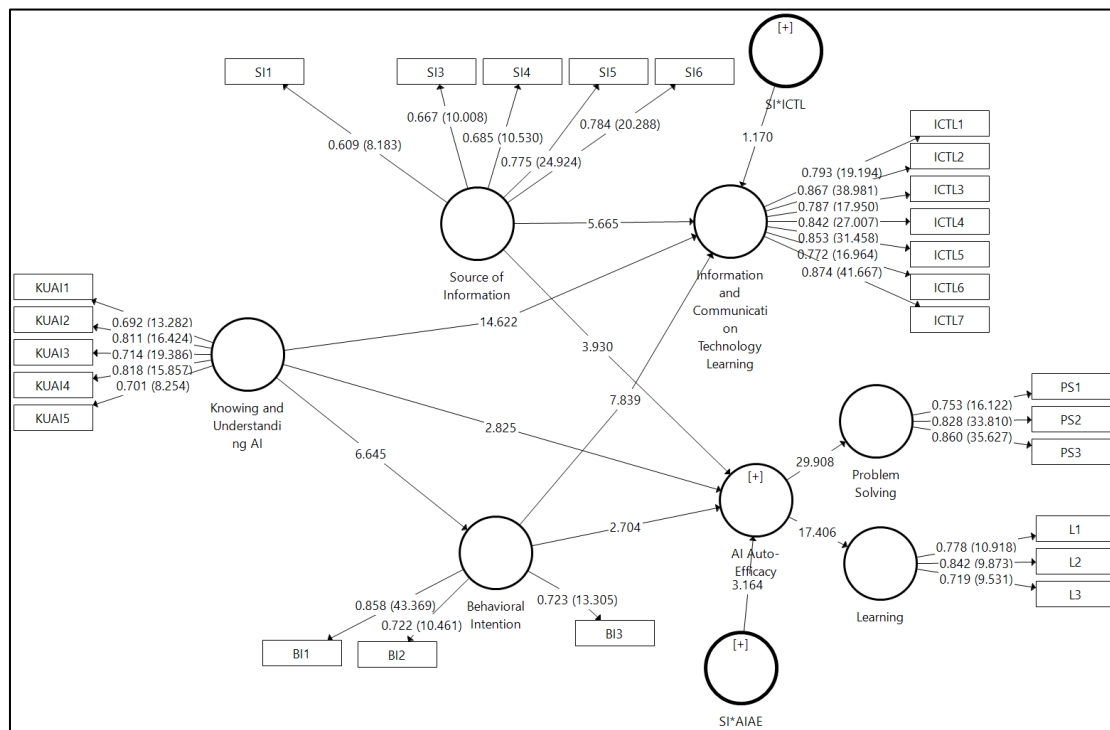 [+]
SI*ICTL
SI1
SI3
SI4
SI5
SI6
0.609 (8.183)
0.667 (10.008)
0.685 (10.530)
0.775 (24.924)
0.784 (20.288)
1.170
Source of
Information
5.665
Information
and
Communicati
on
Technology
Learning
ICTL1
ICTL2
ICTL3
ICTL4
ICTL5
ICTL6
ICTL7
0.793 (19.194)
0.867 (38.981)
0.787 (17.950)
0.842 (27.007)
0.853 (31.458)
0.772 (16.964)
0.874 (41.667)
KUAI1
KUAI2
KUAI3
KUAI4
KUAI5
0.692 (13.282)
0.811 (16.424)
0.714 (19.386)
0.818 (15.857)
0.701 (8.254)
Knowing and
Understandi
ng AI
14.622
3.930
7.839
2.825
6.645
2.704
[+]
AI Auto-
Efficacy
3.164
29.908
17.406
Problem
Solving
0.753 (16.122)
0.828 (33.810)
0.860 (35.627)
PS1
PS2
PS3
Learning
0.778 (10.918)
0.842 (9.873)
0.719 (9.531)
L1
L2
L3
Behavioral
Intention
0.858 (43.369)
0.722 (10.461)
0.723 (13.305)
BI1
BI2
BI3
[+]
SI*AIAE